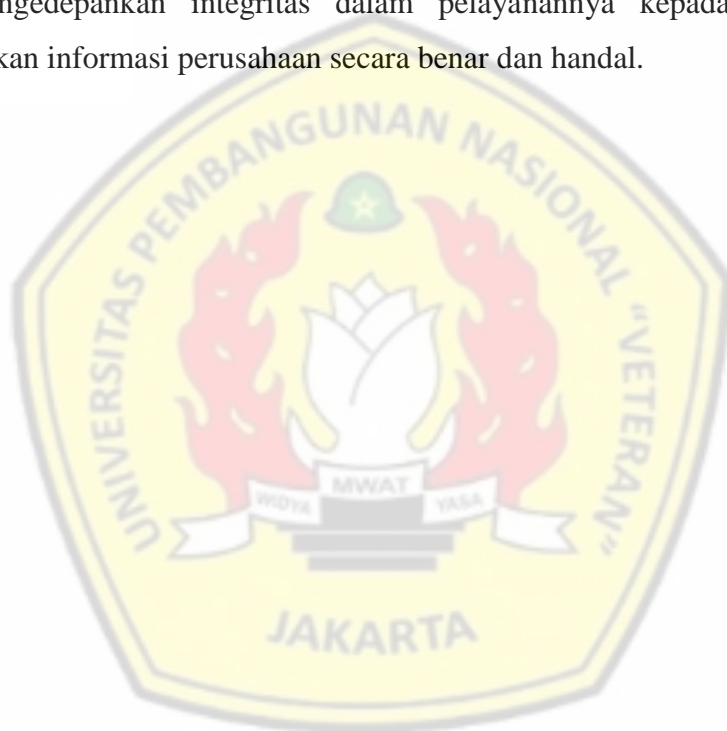 ngedepankan integritas dalam pelayanannya kepada
kan informasi perusahaan secara benar dan handal.
UNIVERSITAS PEMBANGUNAN NASIONAL "VETERAN"
WIDYA MWAT YASA
JAKARTA